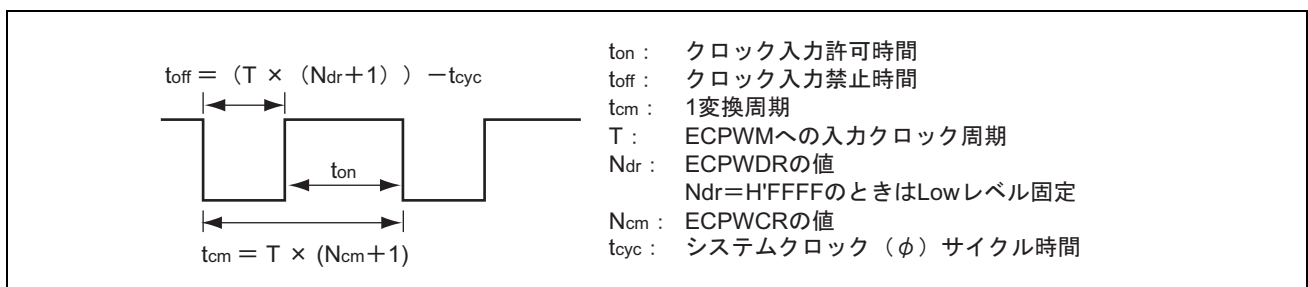 toff = （T × （Ndr＋1））－tcyc
ton
tcm = T × (Ncm＋1)
ton： クロック入力許可時間
toff： クロック入力禁止時間
tcm： 1変換周期
T： ECPWMへの入力クロック周期
Ndr： ECPWDRの値
Ndr＝H'FFFFのときはLowレベル固定
Ncm： ECPWCRの値
tcyc： システムクロック（φ）サイクル時間